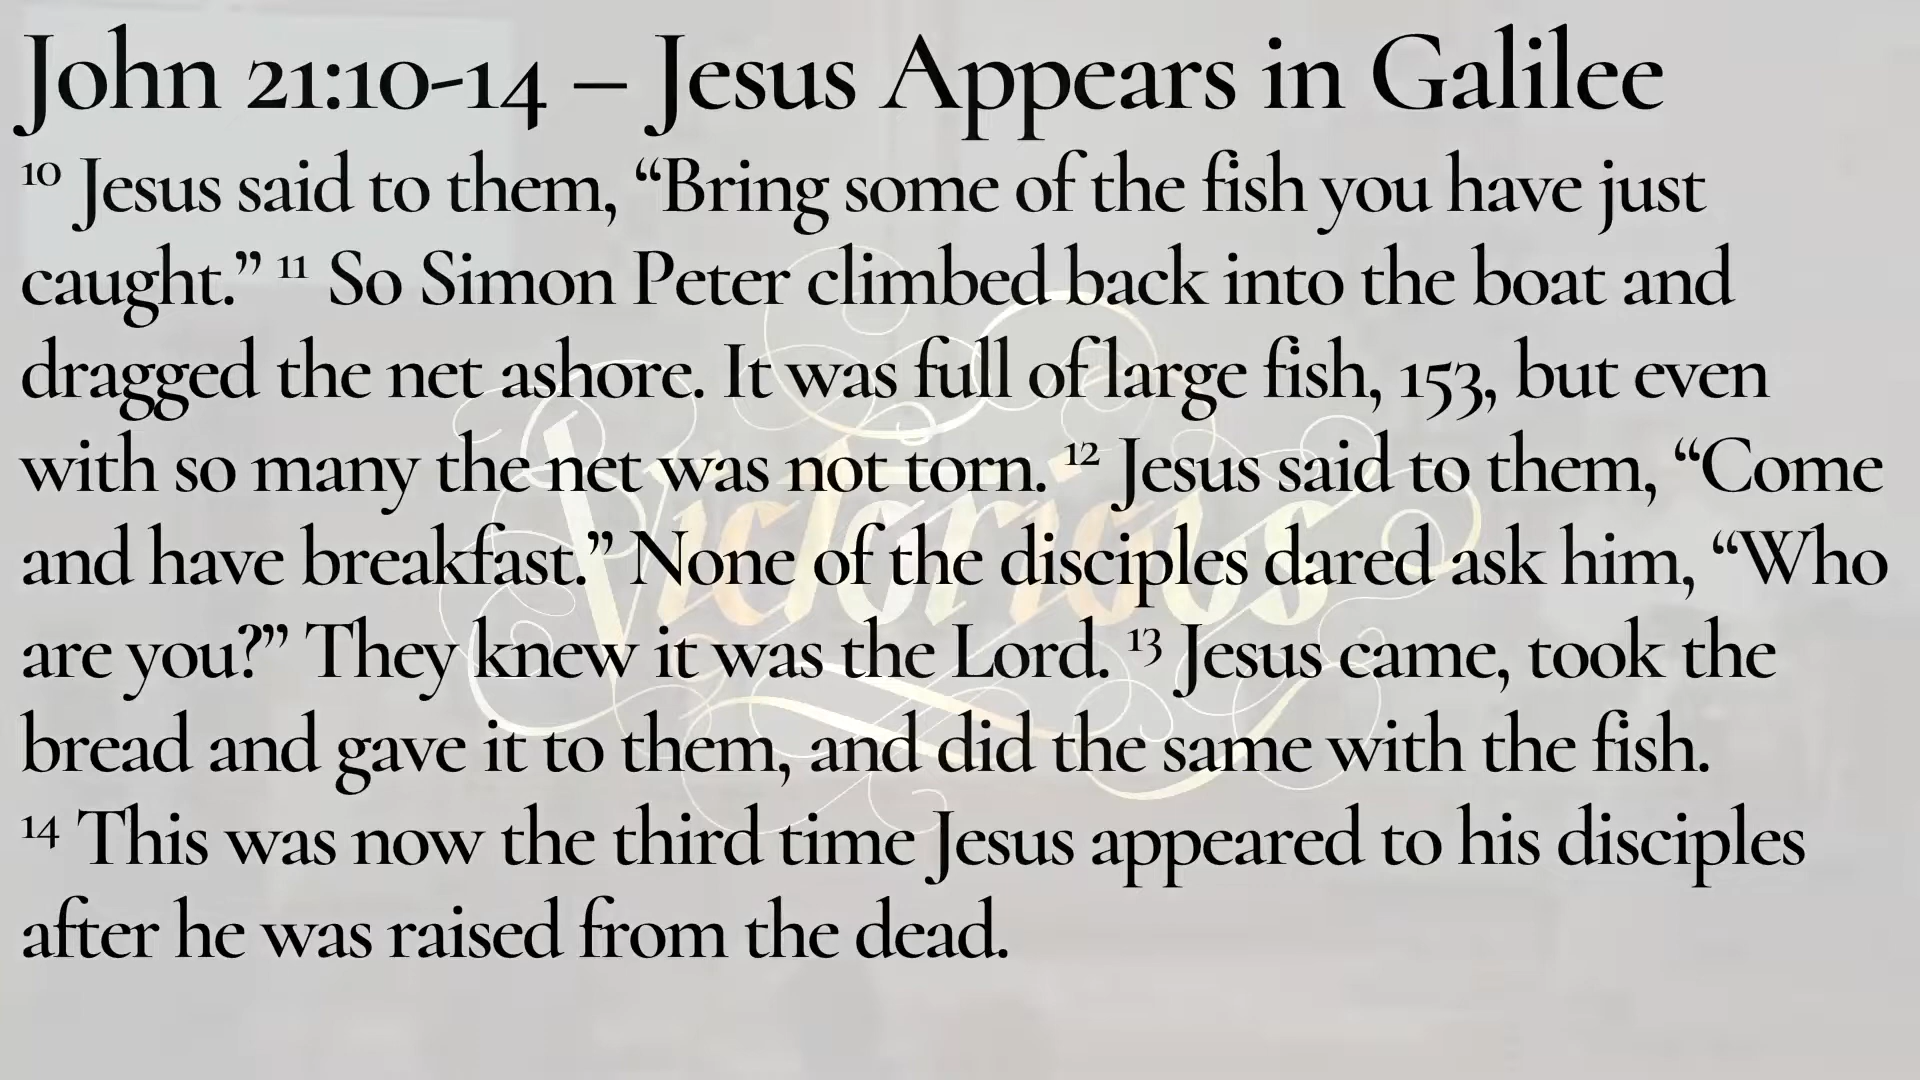 John 21:10-14 – Jesus Appears in Galilee
10 Jesus said to them, “Bring some of the fish you have just
caught.” 11 So Simon Peter climbed back into the boat and
dragged the net ashore. It was full of large fish, 153, but even
with so many the net was not torn. 12 Jesus said to them, “Come
and have breakfast.” None of the disciples dared ask him, “Who
are you?” They knew it was the Lord. 13 Jesus came, took the
bread and gave it to them, and did the same with the fish.
14 This was now the third time Jesus appeared to his disciples
after he was raised from the dead.
Victorious